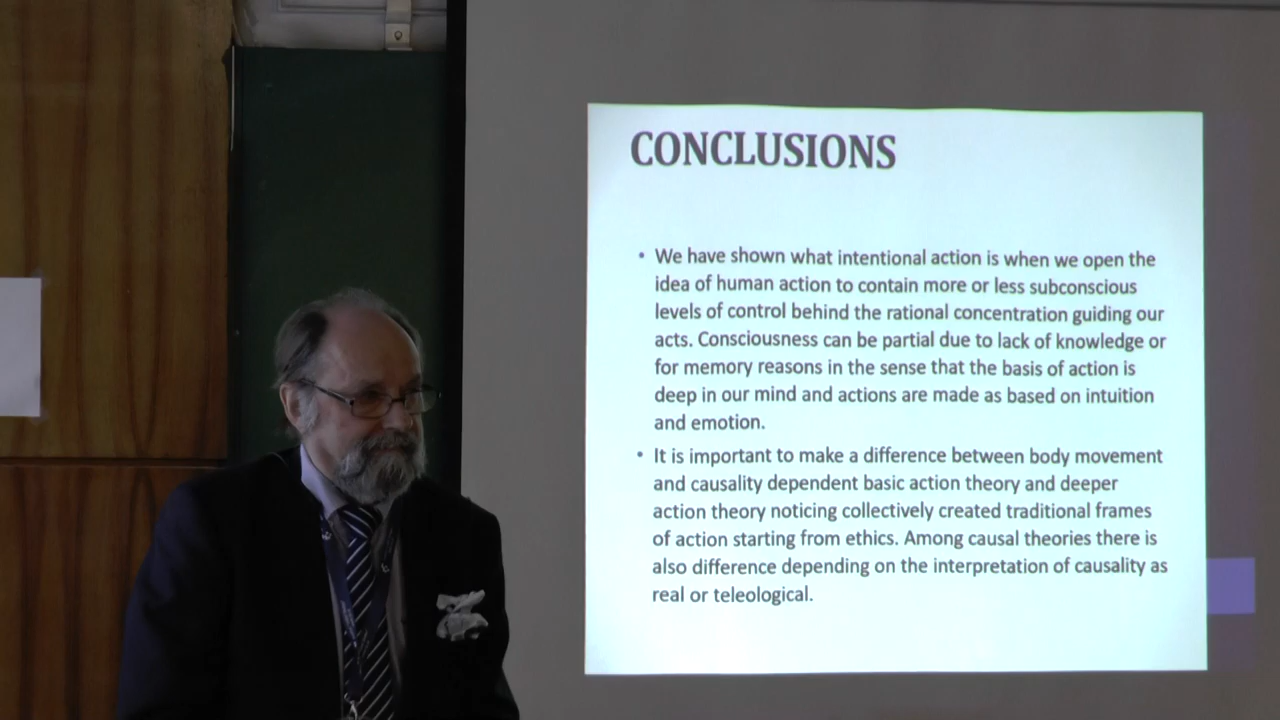 CONCLUSIONS
• We have shown what intentional action is when we open the
idea of human action to contain more or less subconscious
levels of control behind the rational concentration guiding our
acts. Consciousness can be partial due to lack of knowledge or
for memory reasons in the sense that the basis of action is
deep in our mind and actions are made as based on intuition
and emotion.
• It is important to make a difference between body movement
and causality dependent basic action theory and deeper
action theory noticing collectively created traditional frames
of action starting from ethics. Among causal theories there is
also difference depending on the interpretation of causality as
real or teleological.